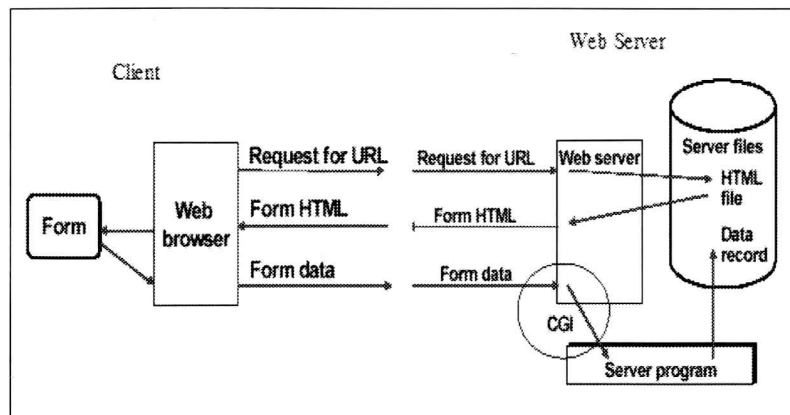 Web Server
Client
Request for URL
Request for URL
Web server
Server files
HTML
file
Form
Web
browser
Form HTML
Form HTML
Data
record
Form data
Form data
CGI
Server program